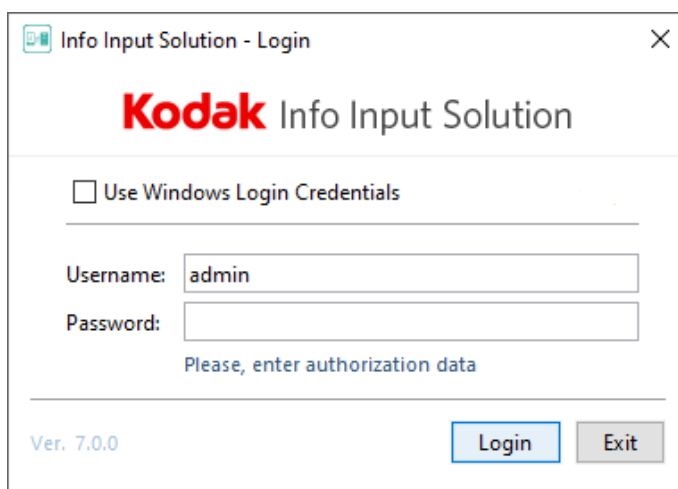 Info Input Solution - Login
Kodak Info Input Solution
Use Windows Login Credentials
Username: admin
Password:
Please, enter authorization data
Ver. 7.0.0 Login Exit